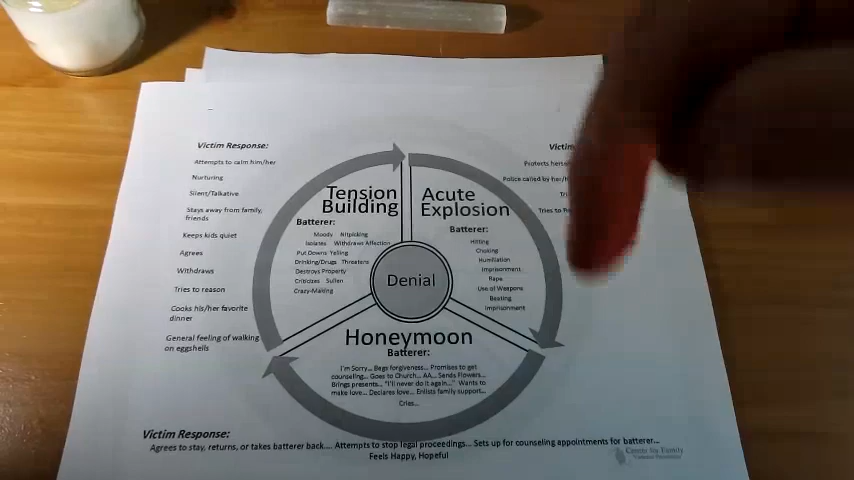 Victim Response:
Attempts to calm him/her
Nurturing
Silent/Talkative
Stays away from family,
friends
Keeps kids quiet
Agrees
Withdraws
Tries to reason
Cooks his/her favorite
dinner
General feeling of walking
on eggshells
Tension
Building
Batterer:
Moody Nitpicking
Isolates Withdraws Affection
Put Downs Yelling
Drinking/Drugs Threatens
Destroys Property
Criticizes Sullen
Crazy-Making
Acute
Explosion
Batterer:
Hitting
Choking
Humiliation
Imprisonment
Rape
Use of Weapons
Beating
Imprisonment
Protects
Police called by
Denial
Honeymoon
Batterer:
I'm Sorry... Begs forgiveness... Promises to get
counseling... Goes to Church... AA... Sends Flowers...
Brings presents... "I'll never do it again..." Wants to
make love... Declares love... Enlists family support...
Cries...
Victim Response:
Agrees to stay, returns, or takes batterer back.... Attempts to stop legal proceedings... Sets up for counseling appointments for batterer...
Feels Happy, Hopeful
Center for Family